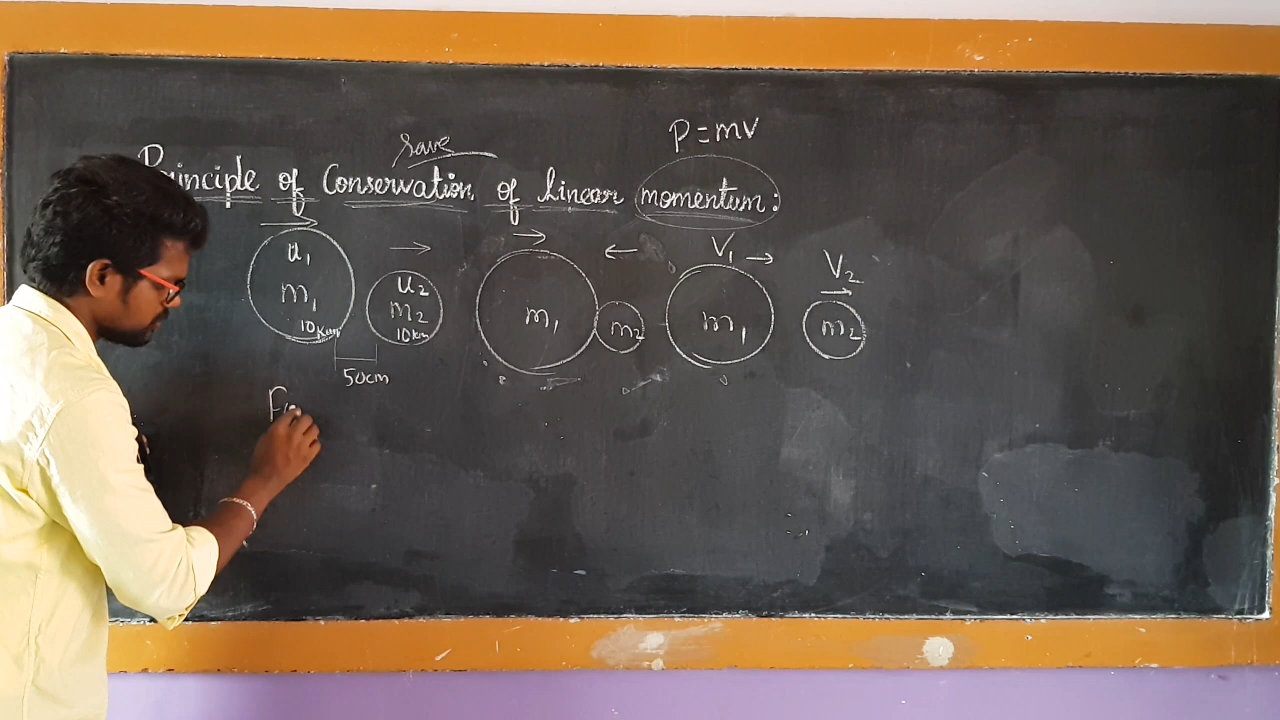 save
P=mv
Principle of Conservation of Linear momentum:
u₁
m₁
10km
u₂
m₂
10km
50cm
m₁
m₂
V₁
m₁
V₂
m₂